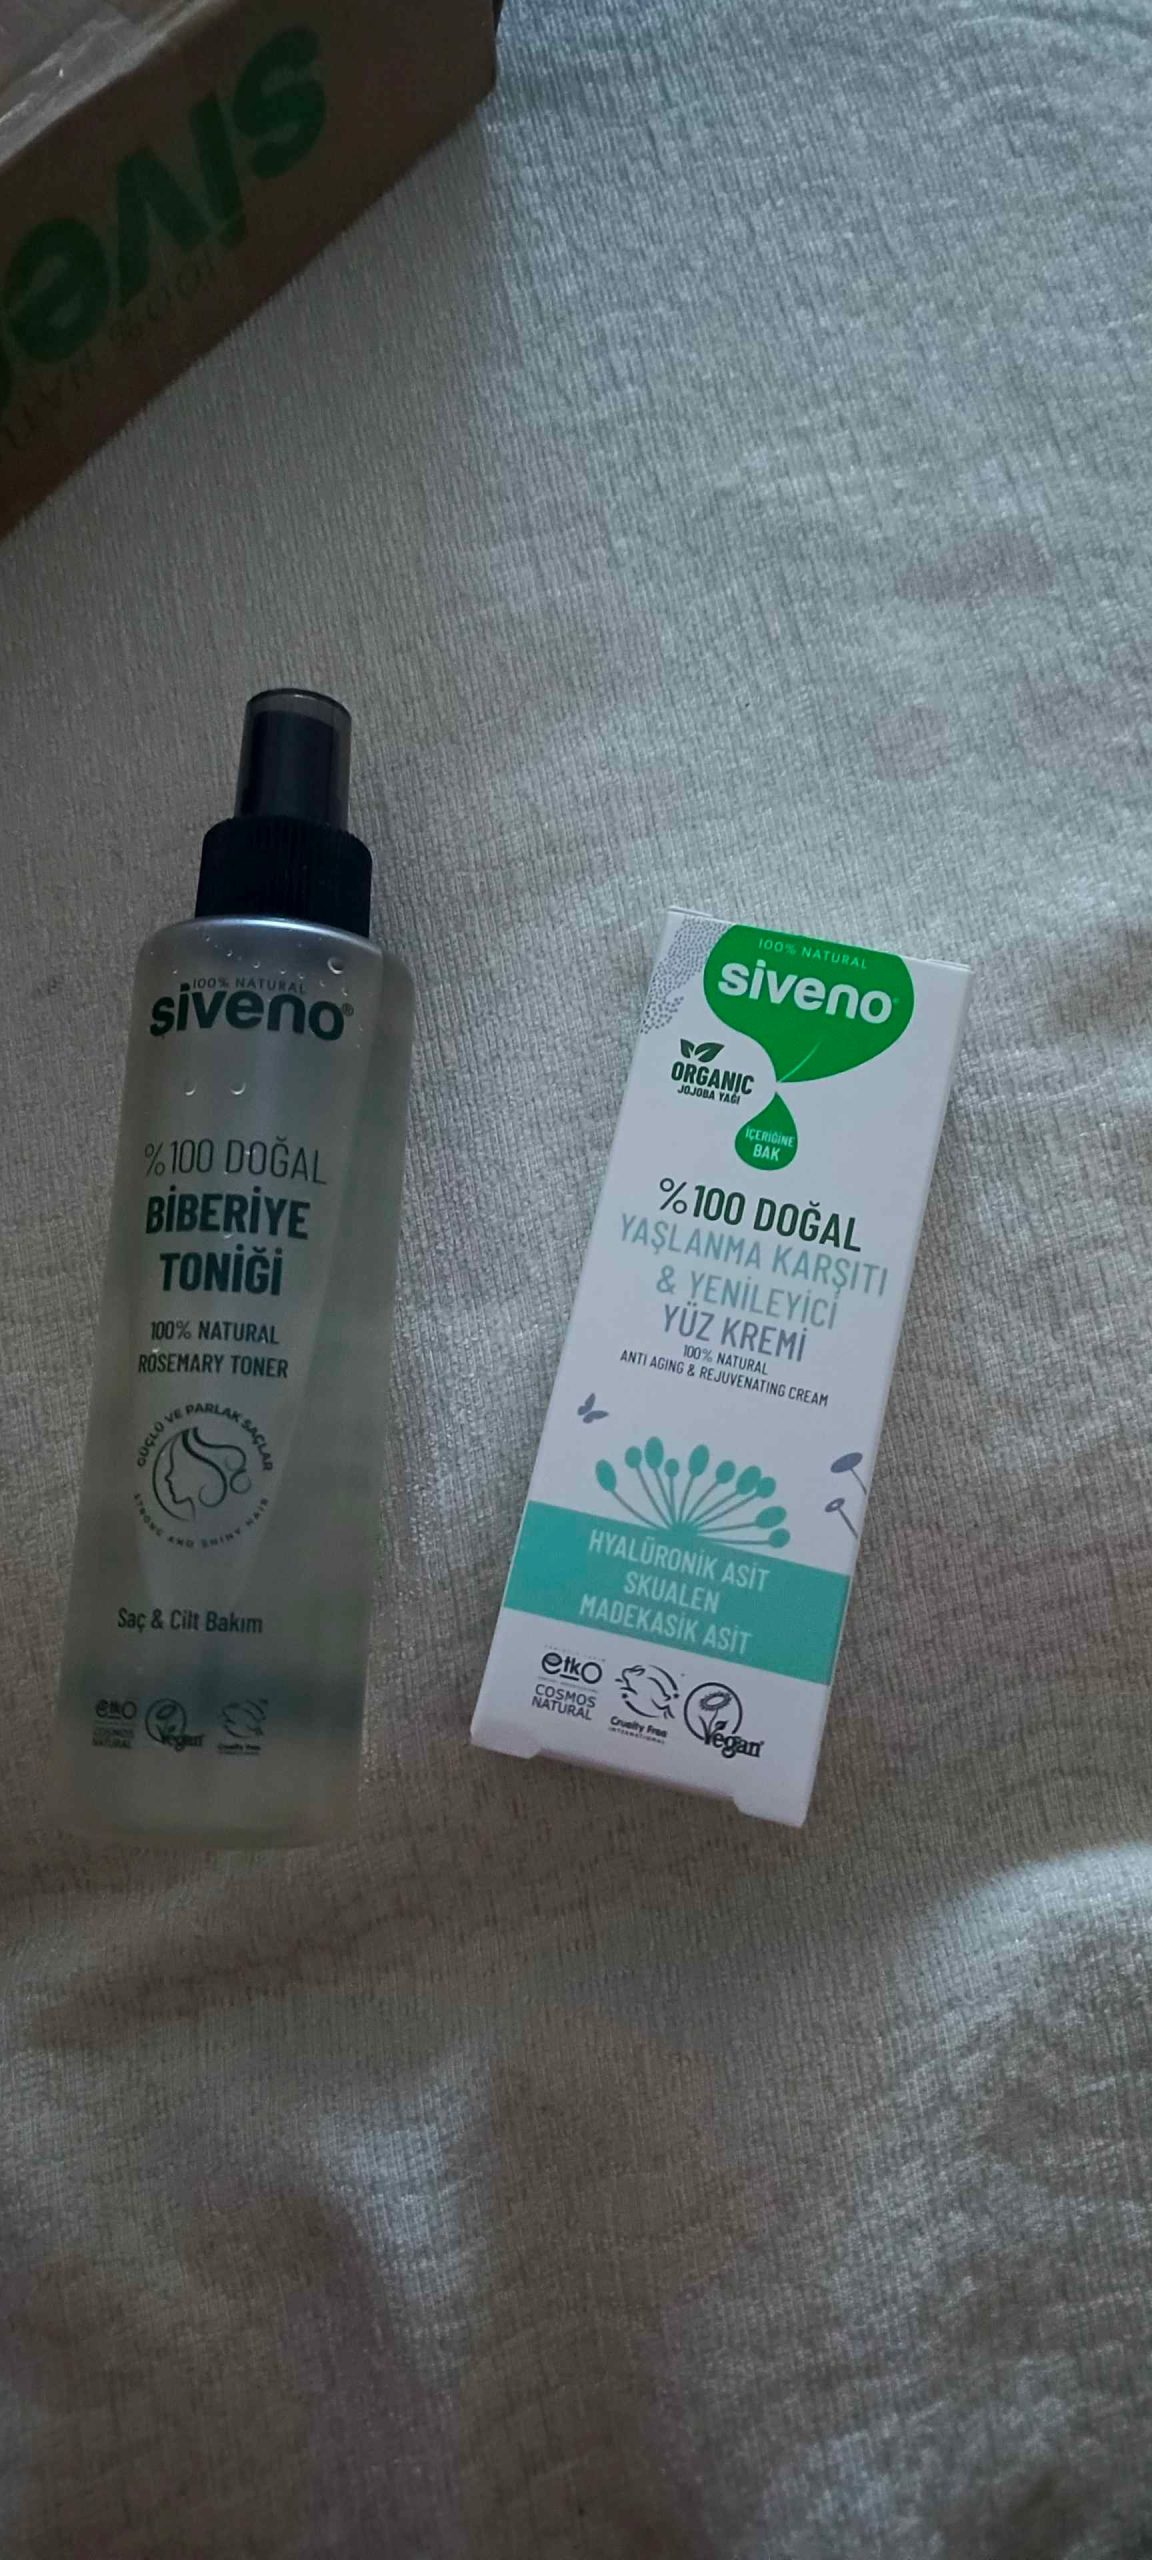 sive
100% NATURAL
siveno®
%100 DOĞAL
BİBERİYE
TONİĞİ
100% NATURAL
ROSEMARY TONER
GÜÇLÜ VE PARLAK SAÇLAR
STRONG AND SHINY HAIR
Saç & Cilt Bakım
etko
COSMOS
NATURAL
Vegan
Cruelty Free
100% NATURAL
siveno®
ORGANIC
JOJOBA YAĞI
İÇERİĞİNE
BAK
%100 DOĞAL
YAŞLANMA KARŞITI
& YENİLEYİCİ
YÜZ KREMİ
100% NATURAL
ANTI AGING & REJUVENATING CREAM
HYALÜRONİK ASİT
SKUALEN
MADEKASİK ASİT
etko
COSMOS
NATURAL
Cruelty Free
INTERNATIONAL
Vegan